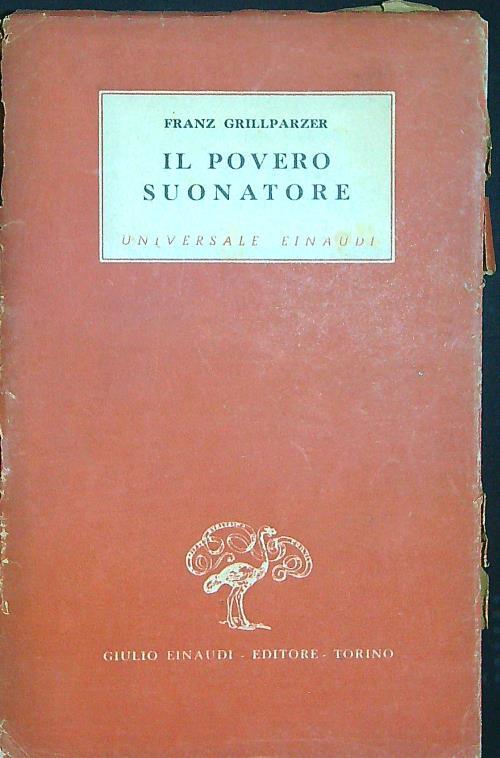 FRANZ GRILLPARZER
IL POVERO
SUONATORE
UNIVERSALE EINAUDI
GIULIO EINAUDI - EDITORE - TORINO